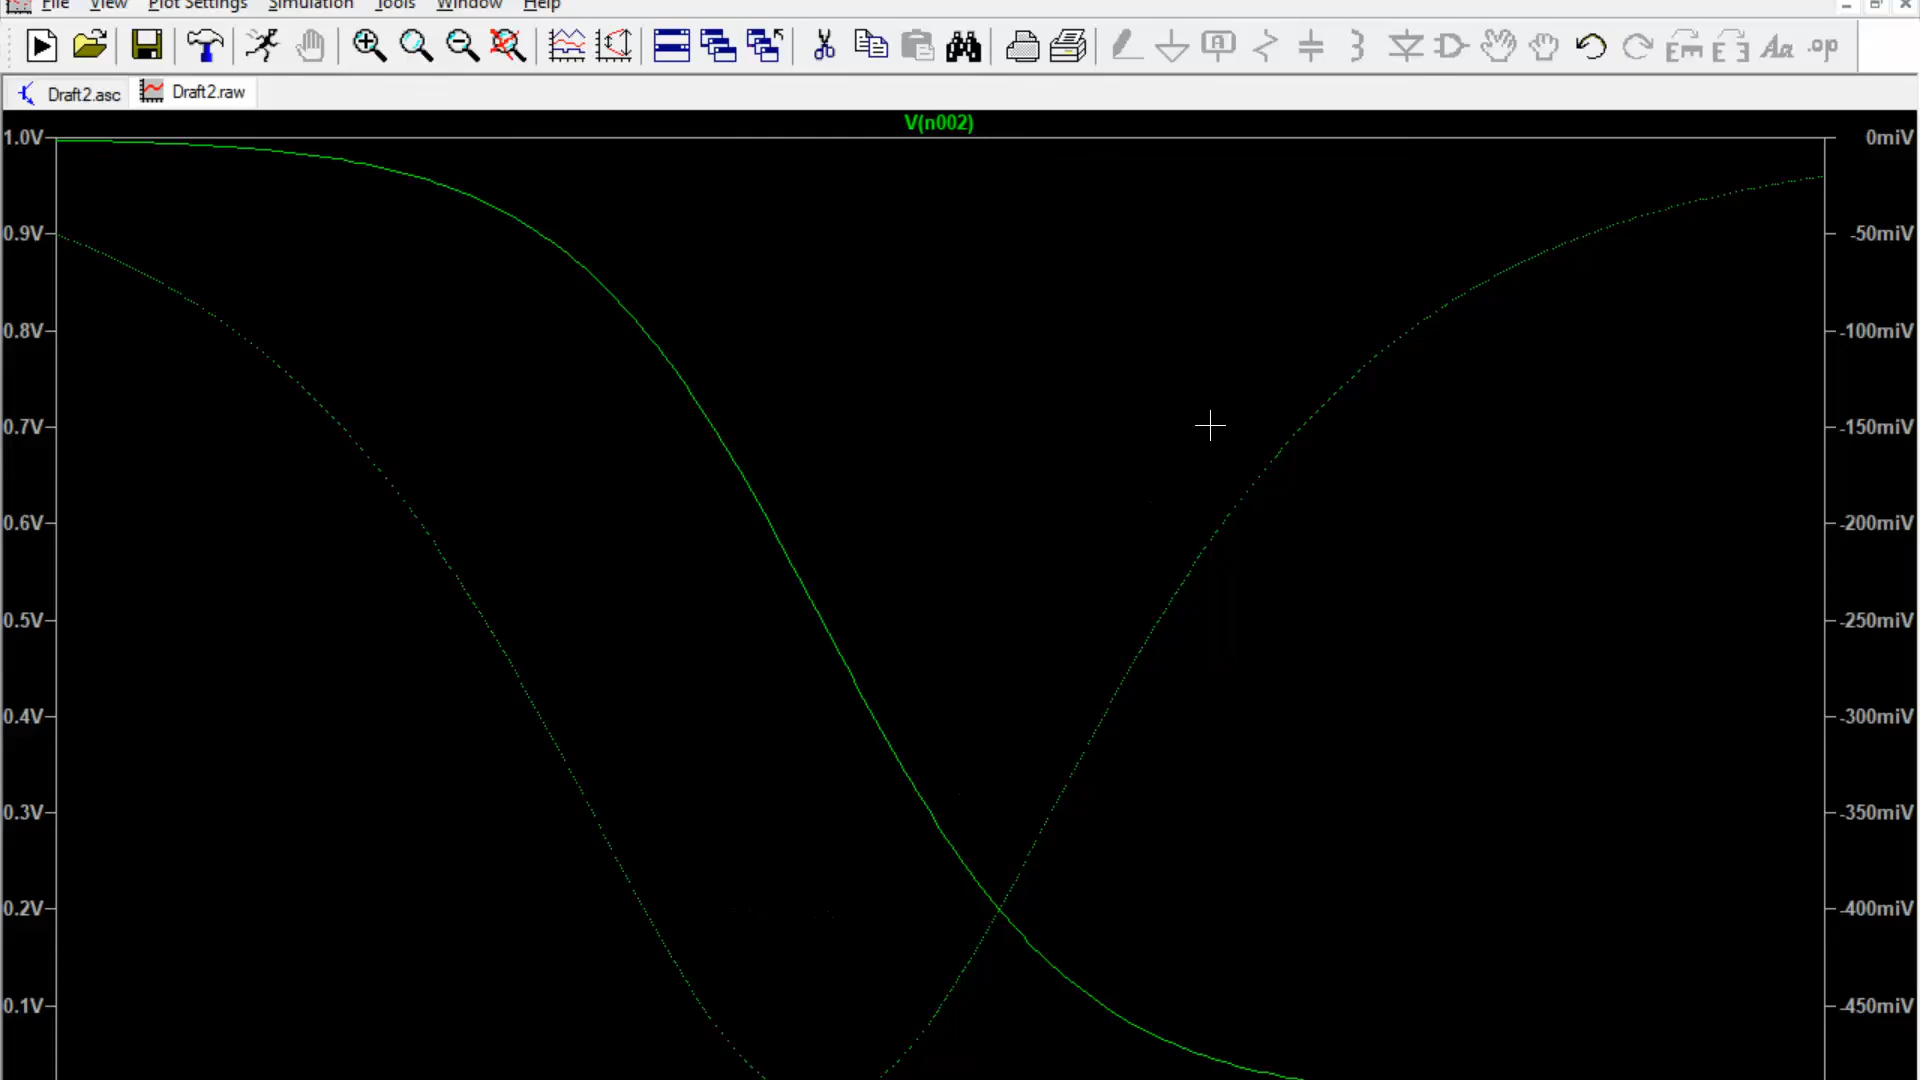 File View Plot Settings Simulation Tools Window Help
A Aa .op
Draft2.asc Draft2.raw
V(n002)
1.0V 0miV
0.9V -50miV
0.8V -100miV
0.7V -150miV
0.6V -200miV
0.5V -250miV
0.4V -300miV
0.3V -350miV
0.2V -400miV
0.1V -450miV